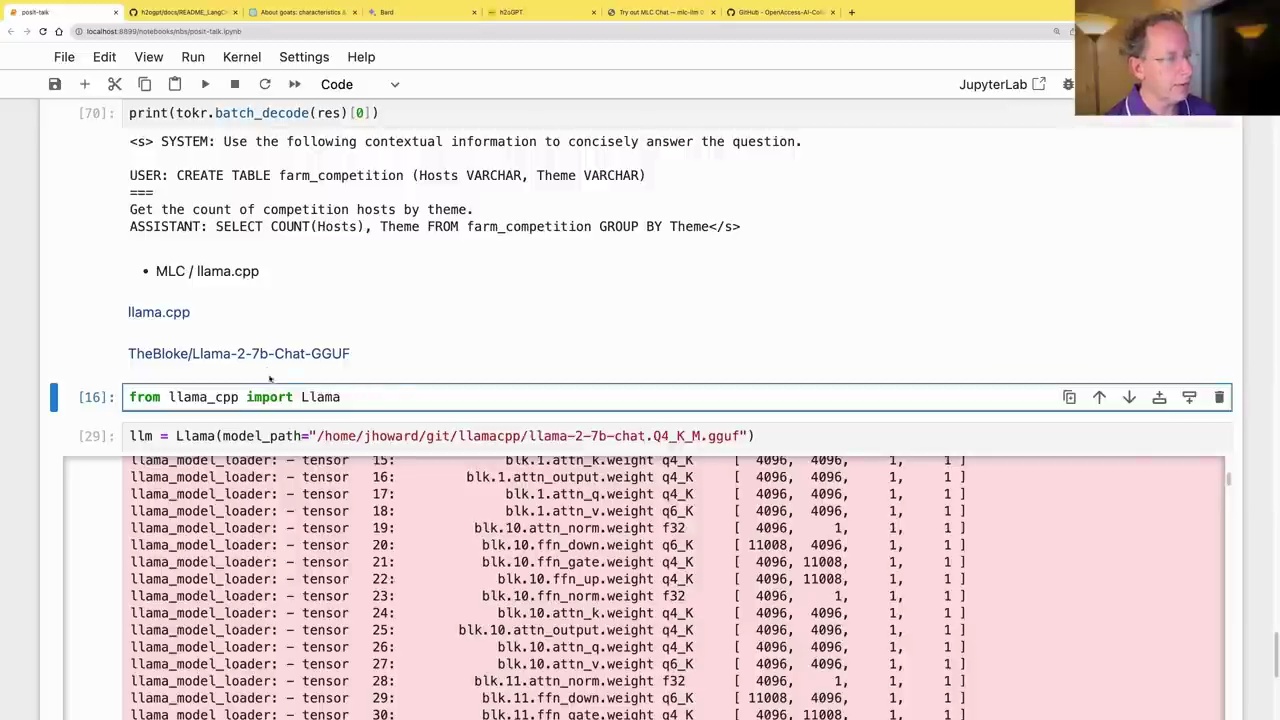 posit-talk
h2ogpt/docs/README_LangCh
About goats: characteristics &
Bard
h2oGPT
Try out MLC Chat — mlc-llm 0
GitHub - OpenAccess-AI-Coll
localhost:8899/notebooks/nbs/posit-talk.ipynb
File Edit View Run Kernel Settings Help
Code
JupyterLab
[70]: print(tokr.batch_decode(res)[0])
<s> SYSTEM: Use the following contextual information to concisely answer the question.
USER: CREATE TABLE farm_competition (Hosts VARCHAR, Theme VARCHAR)
===
Get the count of competition hosts by theme.
ASSISTANT: SELECT COUNT(Hosts), Theme FROM farm_competition GROUP BY Theme</s>
• MLC / llama.cpp
llama.cpp
TheBloke/Llama-2-7b-Chat-GGUF
[16]: from llama_cpp import Llama
[29]: llm = Llama(model_path="/home/jhoward/git/llamacpp/llama-2-7b-chat.Q4_K_M.gguf")
llama_model_loader: - tensor 15: blk.1.attn_k.weight q4_K [ 4096, 4096, 1, 1 ]
llama_model_loader: - tensor 16: blk.1.attn_output.weight q4_K [ 4096, 4096, 1, 1 ]
llama_model_loader: - tensor 17: blk.1.attn_q.weight q4_K [ 4096, 4096, 1, 1 ]
llama_model_loader: - tensor 18: blk.1.attn_v.weight q6_K [ 4096, 4096, 1, 1 ]
llama_model_loader: - tensor 19: blk.10.attn_norm.weight f32 [ 4096, 1, 1, 1 ]
llama_model_loader: - tensor 20: blk.10.ffn_down.weight q6_K [ 11008, 4096, 1, 1 ]
llama_model_loader: - tensor 21: blk.10.ffn_gate.weight q4_K [ 4096, 11008, 1, 1 ]
llama_model_loader: - tensor 22: blk.10.ffn_up.weight q4_K [ 4096, 11008, 1, 1 ]
llama_model_loader: - tensor 23: blk.10.ffn_norm.weight f32 [ 4096, 1, 1, 1 ]
llama_model_loader: - tensor 24: blk.10.attn_k.weight q4_K [ 4096, 4096, 1, 1 ]
llama_model_loader: - tensor 25: blk.10.attn_output.weight q4_K [ 4096, 4096, 1, 1 ]
llama_model_loader: - tensor 26: blk.10.attn_q.weight q4_K [ 4096, 4096, 1, 1 ]
llama_model_loader: - tensor 27: blk.10.attn_v.weight q6_K [ 4096, 4096, 1, 1 ]
llama_model_loader: - tensor 28: blk.11.attn_norm.weight f32 [ 4096, 1, 1, 1 ]
llama_model_loader: - tensor 29: blk.11.ffn_down.weight q6_K [ 11008, 4096, 1, 1 ]
llama_model_loader: - tensor 30: blk.11.ffn_gate.weight q4_K [ 4096, 11008, 1, 1 ]